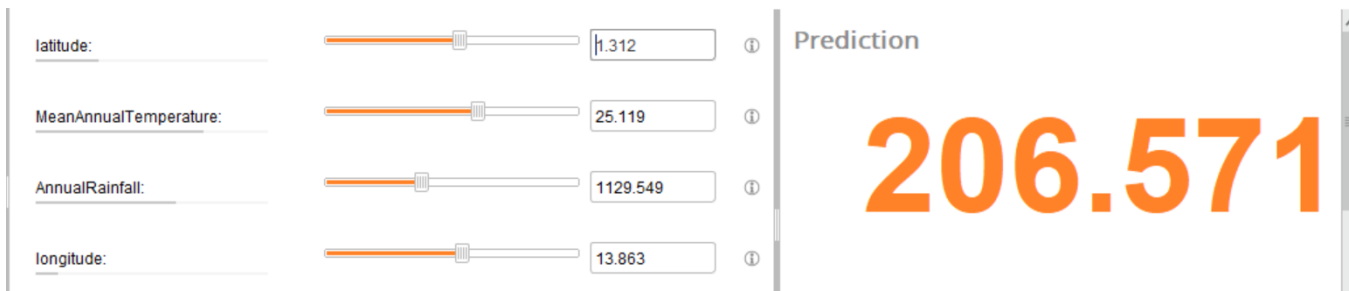 latitude:
1.312
Prediction
MeanAnnualTemperature:
25.119
206.571
AnnualRainfall:
1129.549
longitude:
13.863